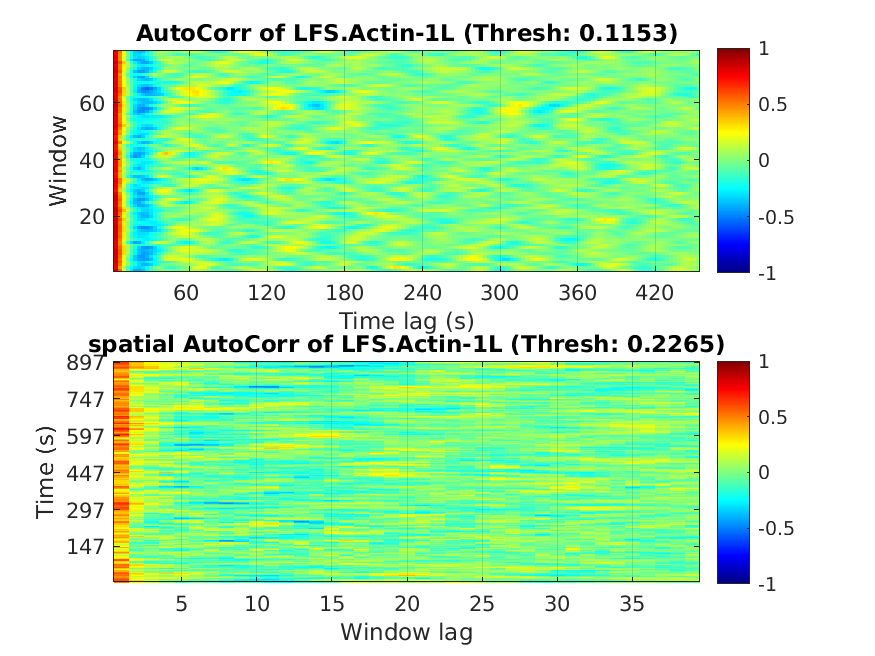 AutoCorr of LFS.Actin-1L (Thresh: 0.1153)
Window
60
40
20
60 120 180 240 300 360 420
Time lag (s)
1
0.5
0
-0.5
-1
spatial AutoCorr of LFS.Actin-1L (Thresh: 0.2265)
Time (s)
897
747
597
447
297
147
5 10 15 20 25 30 35
Window lag
1
0.5
0
-0.5
-1